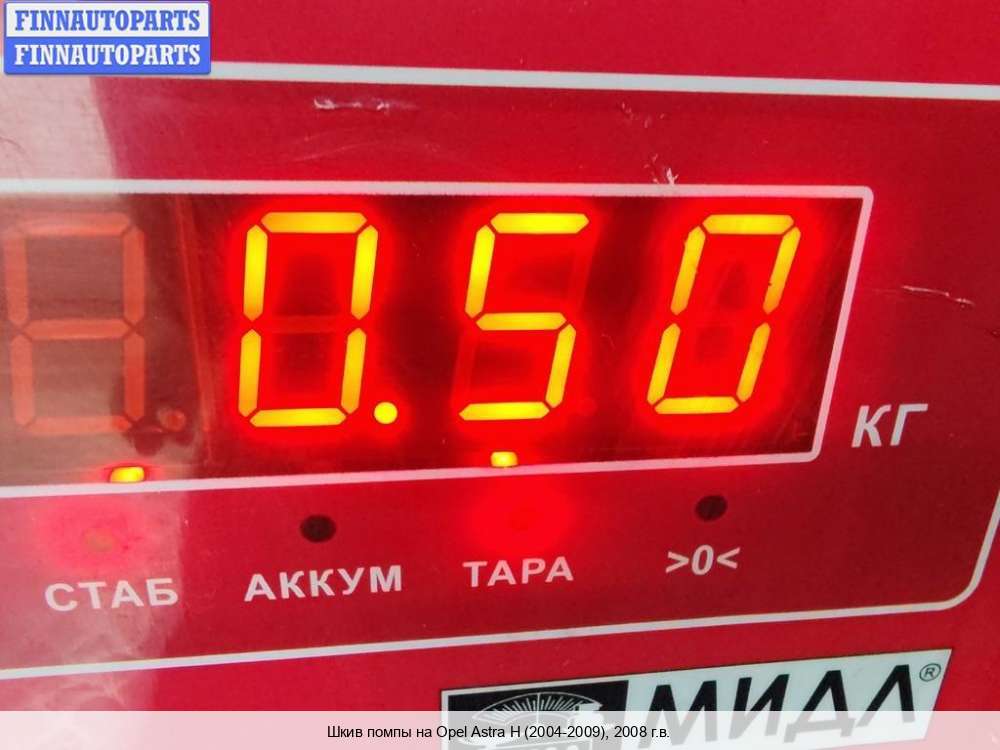 FINNAUTOPARTS
FINNAUTOPARTS
0.50
КГ
СТАБ АККУМ ТАРА >0<
МИДЛ®
Шкив помпы на Opel Astra H (2004-2009), 2008 г.в.